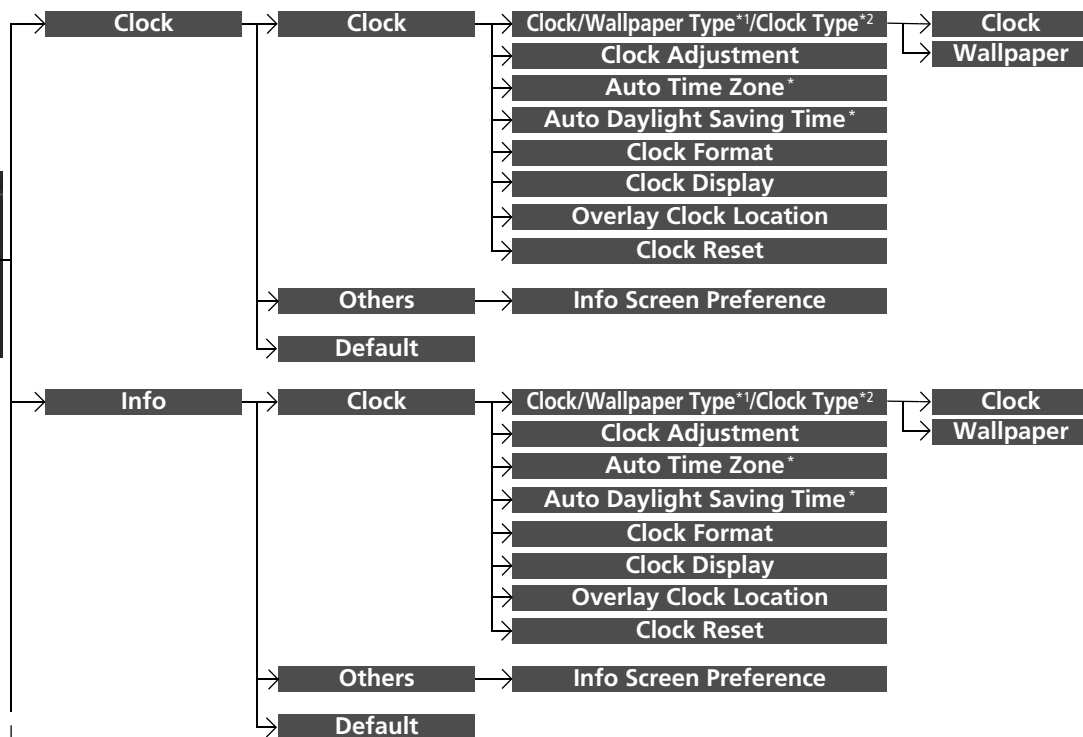 Clock
Clock
Clock/Wallpaper Type*1/Clock Type*2
Clock
Wallpaper
Clock Adjustment
Auto Time Zone*
Auto Daylight Saving Time*
Clock Format
Clock Display
Overlay Clock Location
Clock Reset
Others
Info Screen Preference
Default
Info
Clock
Clock/Wallpaper Type*1/Clock Type*2
Clock
Wallpaper
Clock Adjustment
Auto Time Zone*
Auto Daylight Saving Time*
Clock Format
Clock Display
Overlay Clock Location
Clock Reset
Others
Info Screen Preference
Default